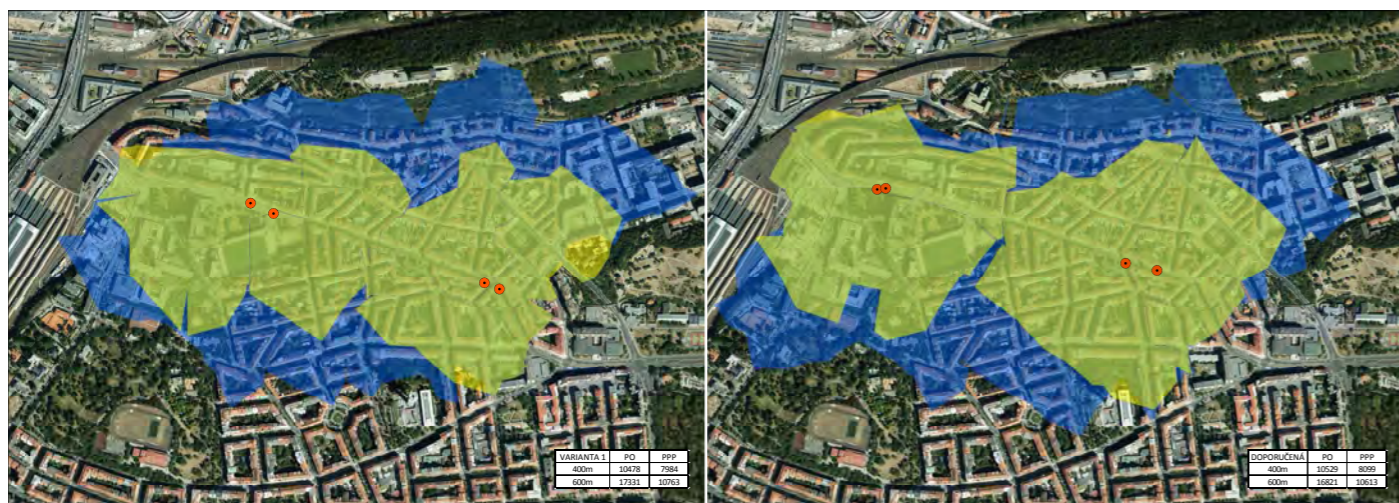 VARIANTA 1 PO PPP
400m 10478 7984
600m 17331 10763
DOPORUČENÁ PO PPP
400m 10529 8099
600m 16821 10613